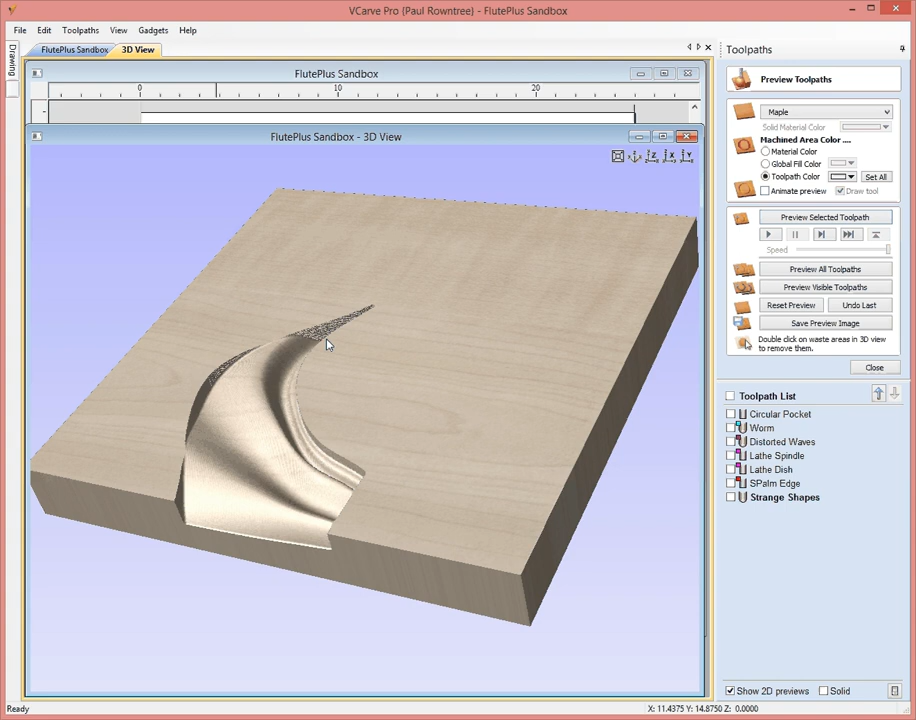 VCarve Pro {Paul Rowntree} - FlutePlus Sandbox
File Edit Toolpaths View Gadgets Help
Drawing
FlutePlus Sandbox 3D View
FlutePlus Sandbox
0 10 20
FlutePlus Sandbox - 3D View
Z X Y
Toolpaths
Preview Toolpaths
Maple
Solid Material Color
Machined Area Color ....
Material Color
Global Fill Color
Toolpath Color Set All
Animate preview Draw tool
Preview Selected Toolpath
Speed
Preview All Toolpaths
Preview Visible Toolpaths
Reset Preview Undo Last
Save Preview Image
Double click on waste areas in 3D view
to remove them.
Close
Toolpath List
Circular Pocket
Worm
Distorted Waves
Lathe Spindle
Lathe Dish
SPalm Edge
Strange Shapes
Show 2D previews Solid
Ready
X: 11.4375 Y: 14.8750 Z: 0.0000